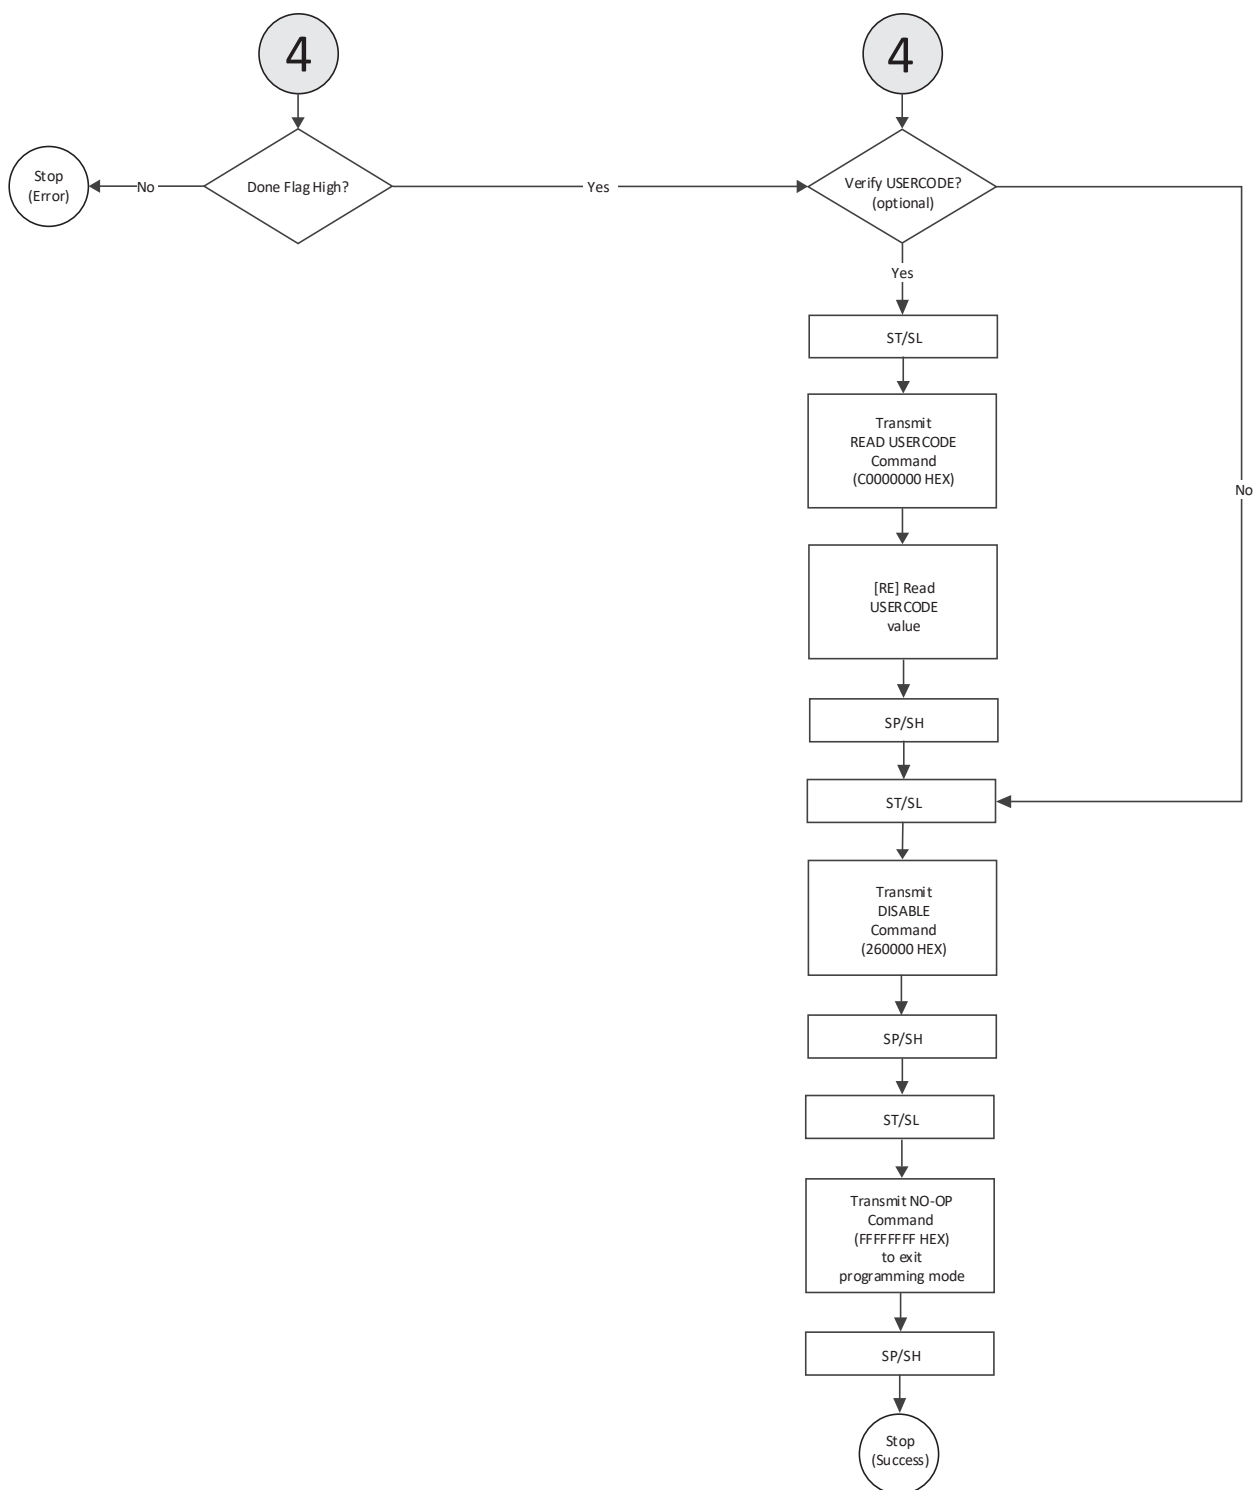 4
4
Stop
(Error)
No
Done Flag High?
Yes
Verify USERCODE?
(optional)
Yes
ST/SL
Transmit
READ USERCODE
Command
(C0000000 HEX)
No
[RE] Read
USERCODE
value
SP/SH
ST/SL
Transmit
DISABLE
Command
(260000 HEX)
SP/SH
ST/SL
Transmit NO-OP
Command
(FFFFFFFF HEX)
to exit
programming mode
SP/SH
Stop
(Success)